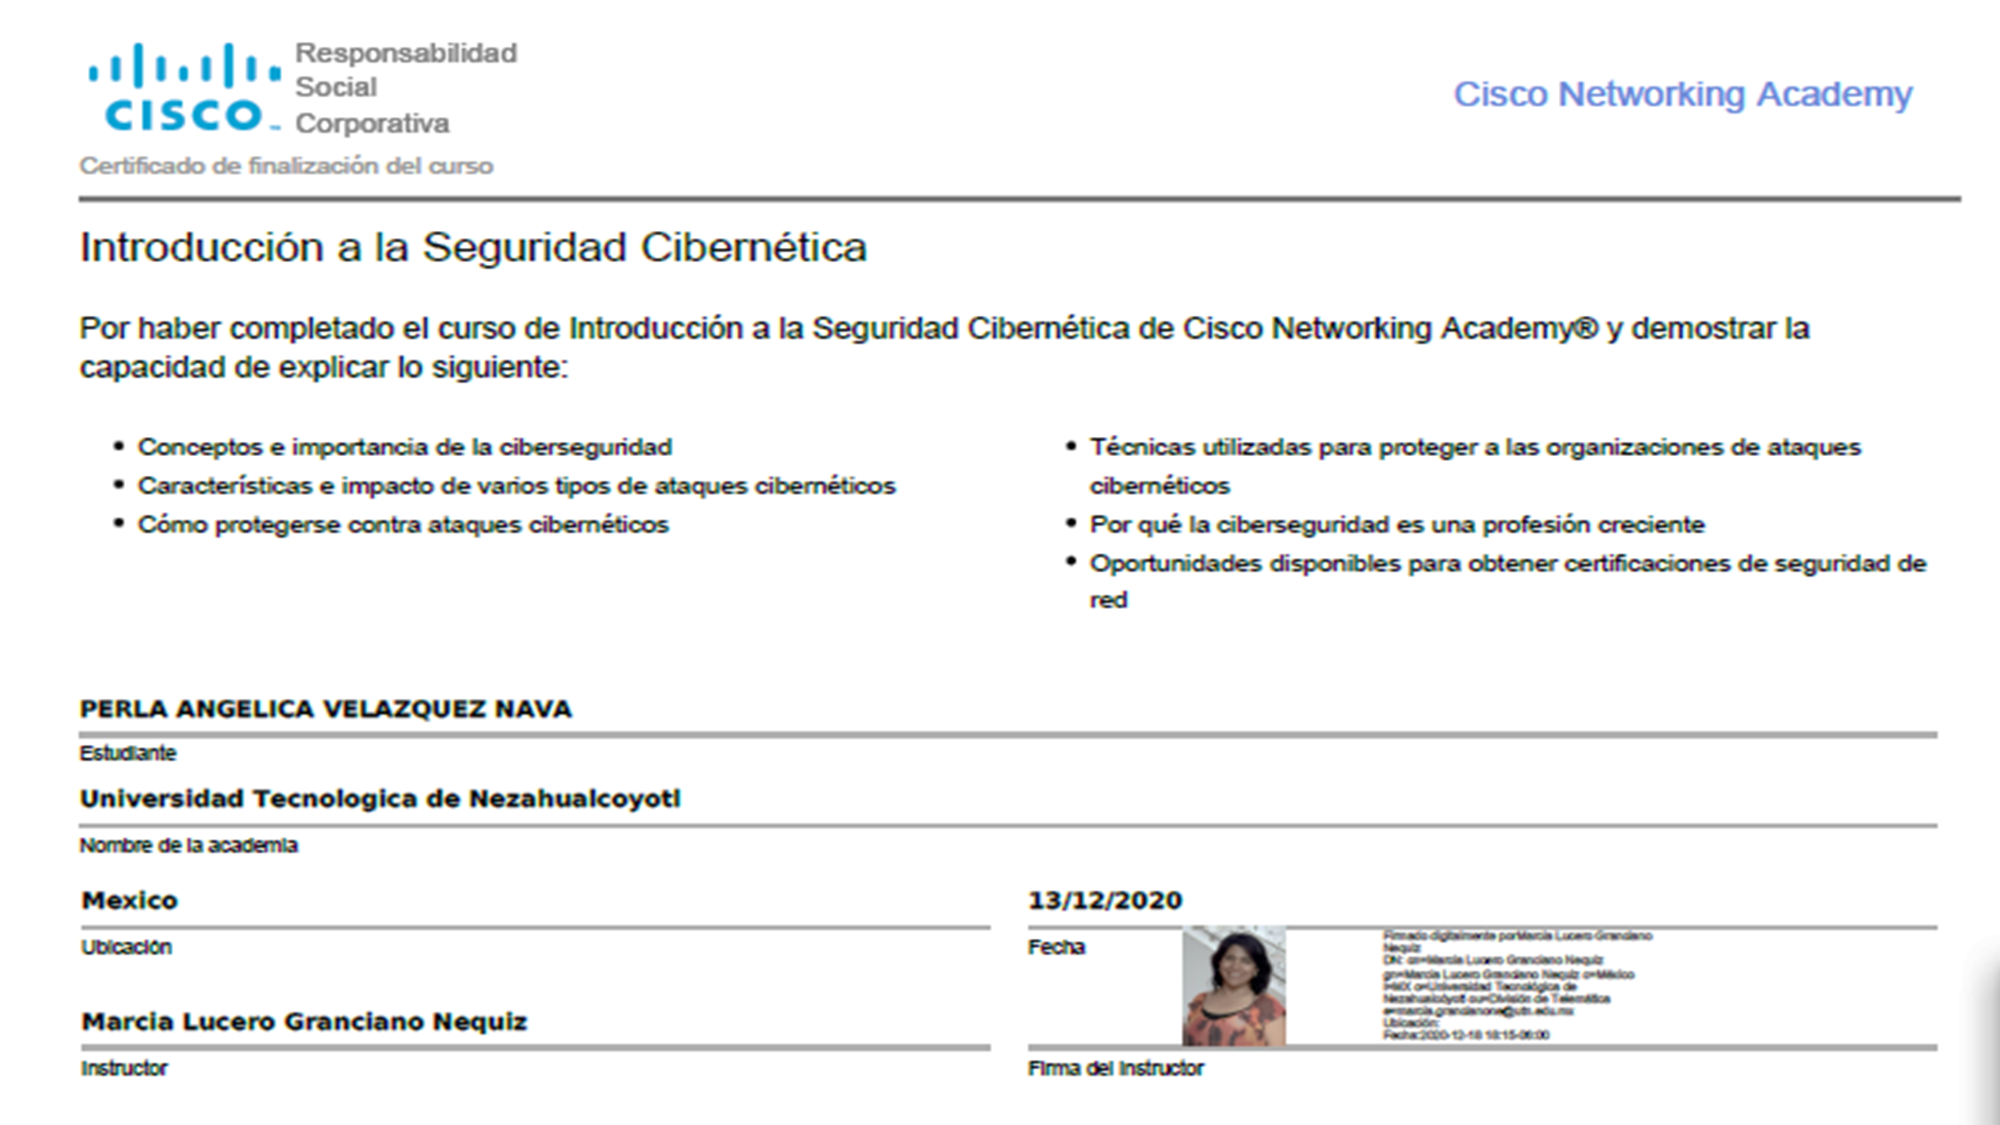 CISCO
Responsabilidad
Social
Corporativa
Cisco Networking Academy
Certificado de finalización del curso
Introducción a la Seguridad Cibernética
Por haber completado el curso de Introducción a la Seguridad Cibernética de Cisco Networking Academy® y demostrar la
capacidad de explicar lo siguiente:
• Conceptos e importancia de la ciberseguridad
• Características e impacto de varios tipos de ataques cibernéticos
• Cómo protegerse contra ataques cibernéticos
• Técnicas utilizadas para proteger a las organizaciones de ataques
cibernéticos
• Por qué la ciberseguridad es una profesión creciente
• Oportunidades disponibles para obtener certificaciones de seguridad de
red
PERLA ANGELICA VELAZQUEZ NAVA
Estudiante
Universidad Tecnologica de Nezahualcoyotl
Nombre de la academia
Mexico
Ubicación
13/12/2020
Fecha
Firmado digitalmente porMarcia Lucero Granciano
Nequiz
DN: cn=Marcia Lucero Granciano Nequiz
gn=Marcia Lucero Granciano Nequiz c=México
l=MX o=Universidad Tecnológica de
Nezahualcóyotl ou=División de Telemática
e=marcia.grancianone@utn.edu.mx
Ubicación:
Fecha:2020-12-18 18:15-06:00
Marcia Lucero Granciano Nequiz
Instructor
Firma del Instructor